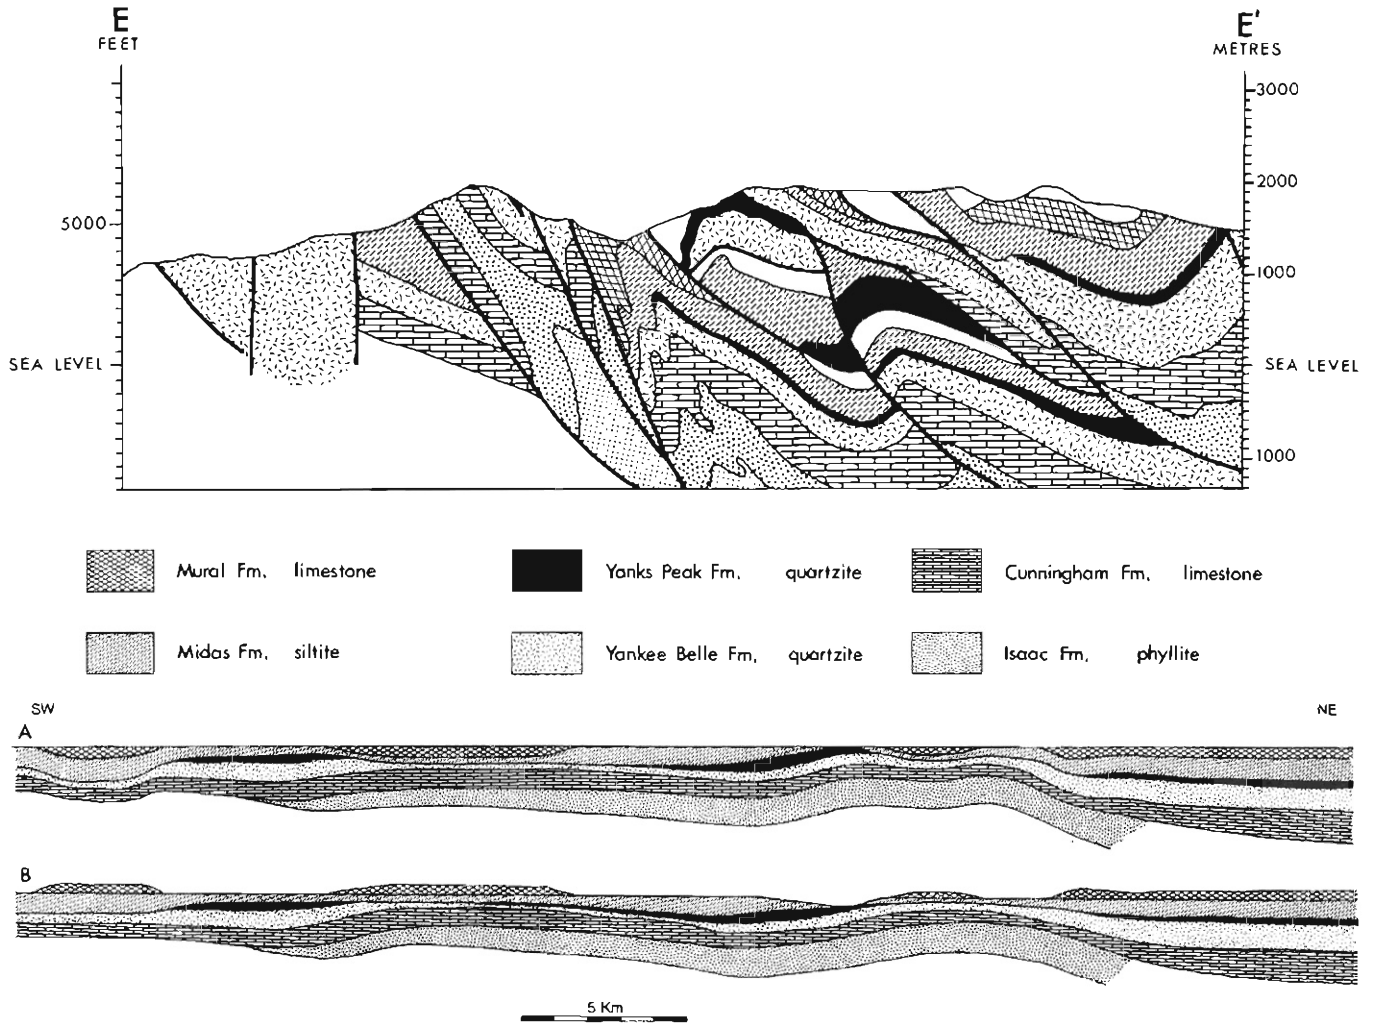 E
FEET
E'
METRES
3000
2000
5000
1000
SEA LEVEL
SEA LEVEL
1000
Mural Fm. limestone
Yanks Peak Fm. quartzite
Cunningham Fm. limestone
Midas Fm. siltite
Yankee Belle Fm. quartzite
Isaac Fm. phyllite
SW
NE
A
B
5 Km